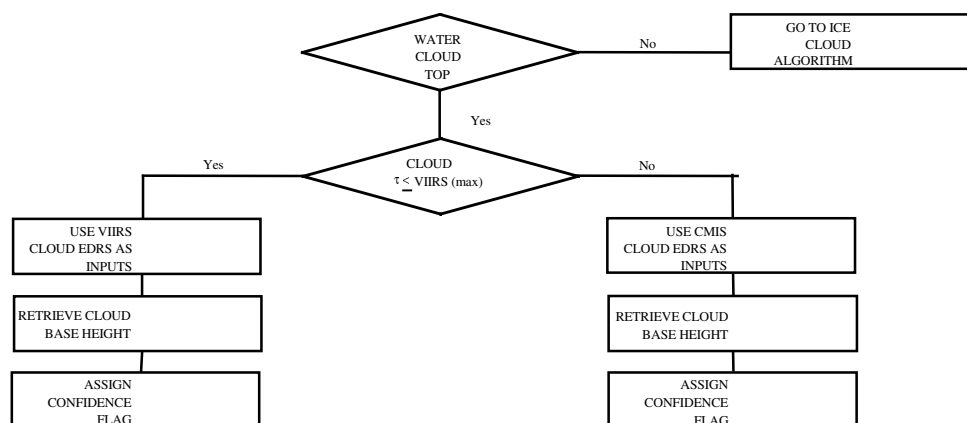 WATER
CLOUD
TOP
No
GO TO ICE
CLOUD
ALGORITHM
Yes
CLOUD
τ ≤ VIIRS (max)
Yes
No
USE VIIRS
CLOUD EDRS AS
INPUTS
USE CMIS
CLOUD EDRS AS
INPUTS
RETRIEVE CLOUD
BASE HEIGHT
RETRIEVE CLOUD
BASE HEIGHT
ASSIGN
CONFIDENCE
FLAG
ASSIGN
CONFIDENCE
FLAG